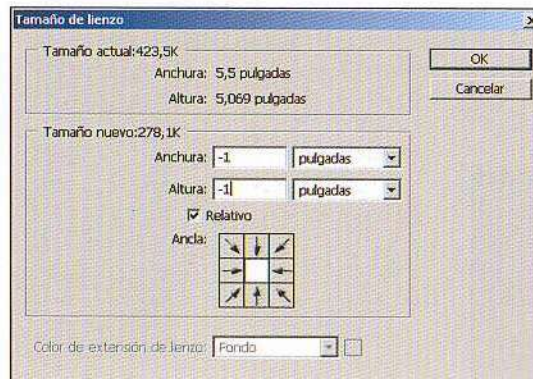 Tamaño de lienzo
Tamaño actual:423,5K
OK
Anchura: 5,5 pulgadas
Cancelar
Altura: 5,069 pulgadas
Tamaño nuevo:278,1K
Anchura: -1 pulgadas
Altura: -1 pulgadas
Relativo
Ancla:
Color de extensión de lienzo: Fondo